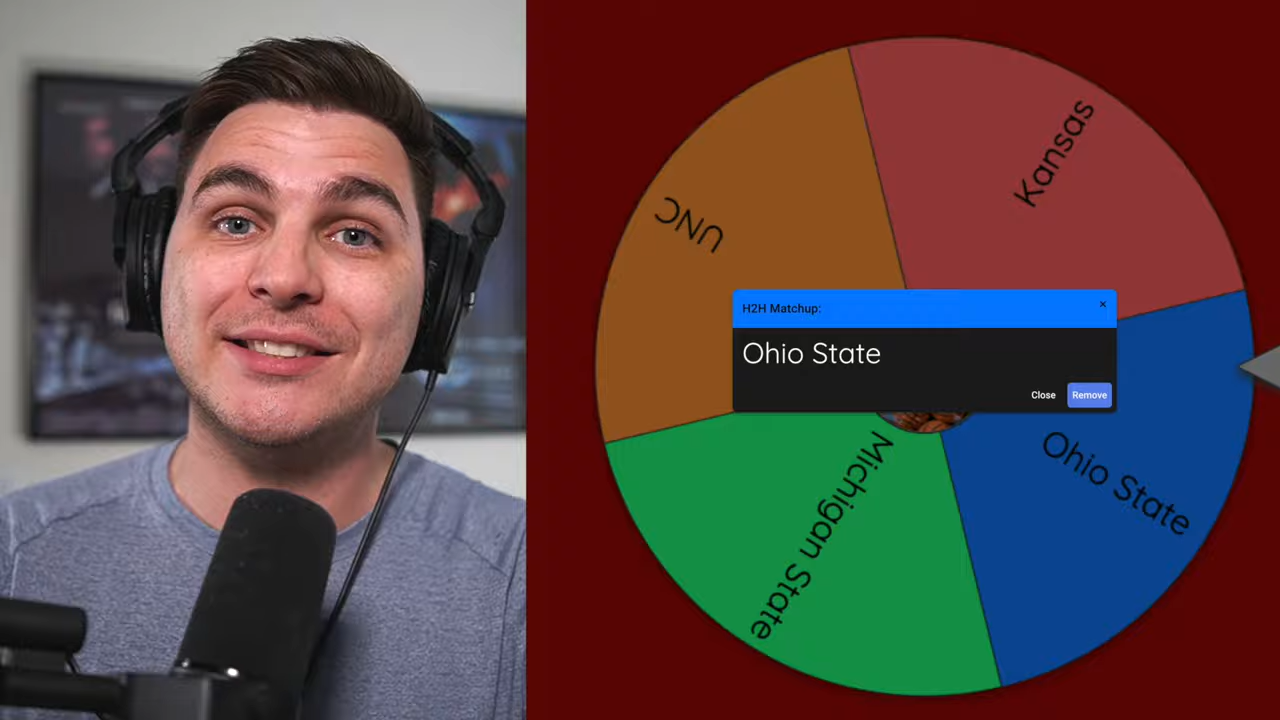 Kansas
UNC
H2H Matchup:
×
Ohio State
Close
Remove
Ohio State
Michigan State